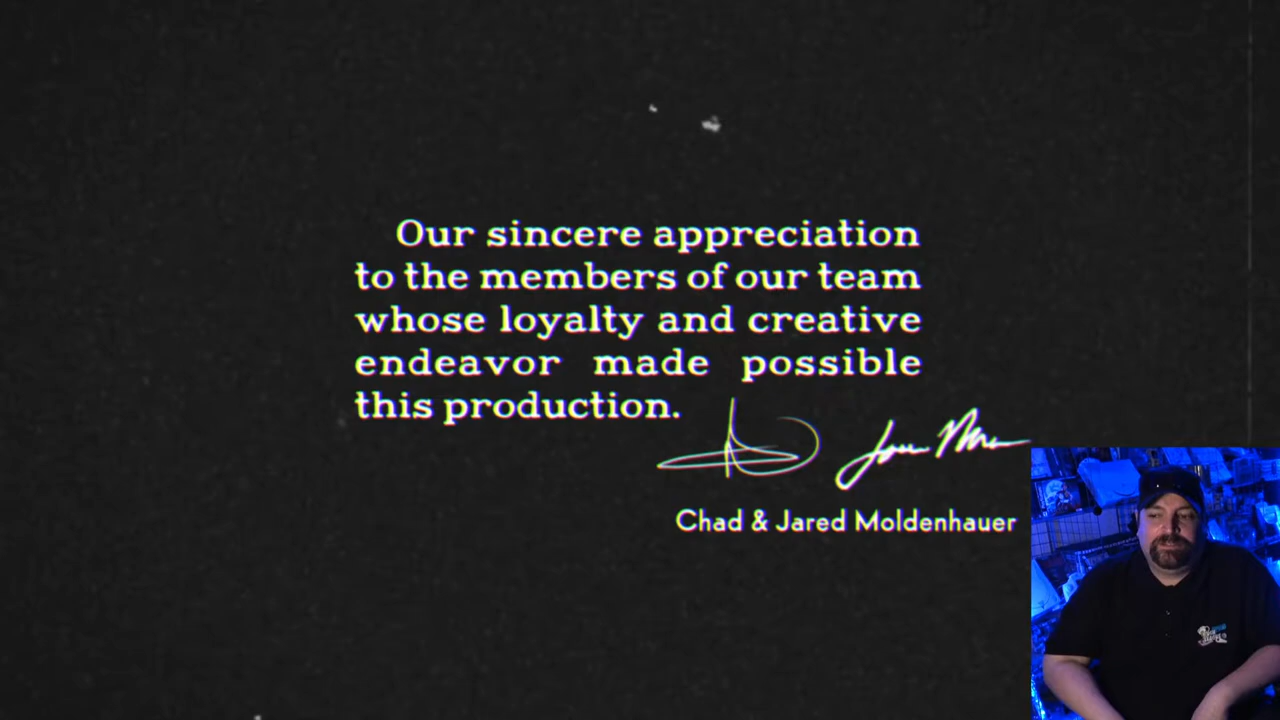 Our sincere appreciation
to the members of our team
whose loyalty and creative
endeavor made possible
this production.
Chad & Jared Moldenhauer